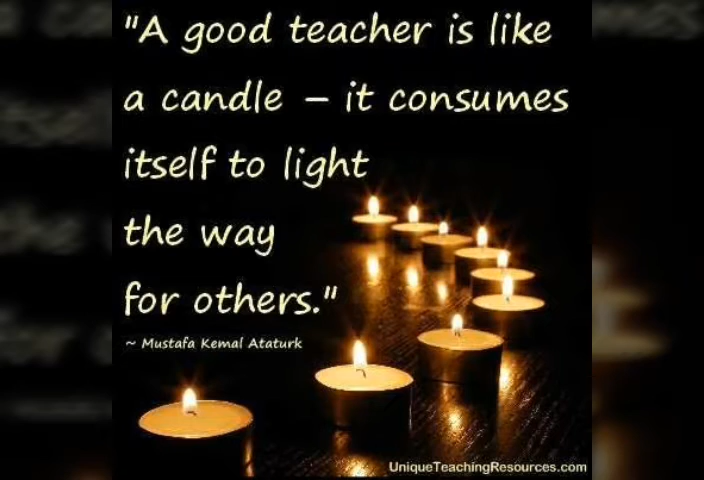 "A good teacher is like
a candle – it consumes
itself to light
the way
for others."
~ Mustafa Kemal Ataturk
UniqueTeachingResources.com